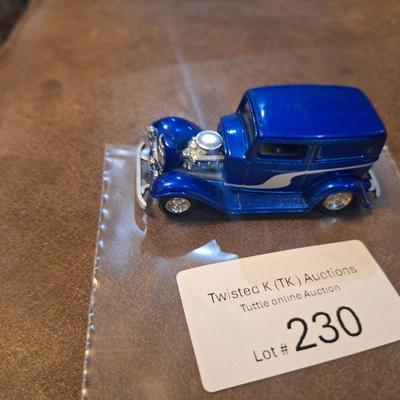 Twisted K (TK) Auctions
Tuttle online Auction
Lot # 230